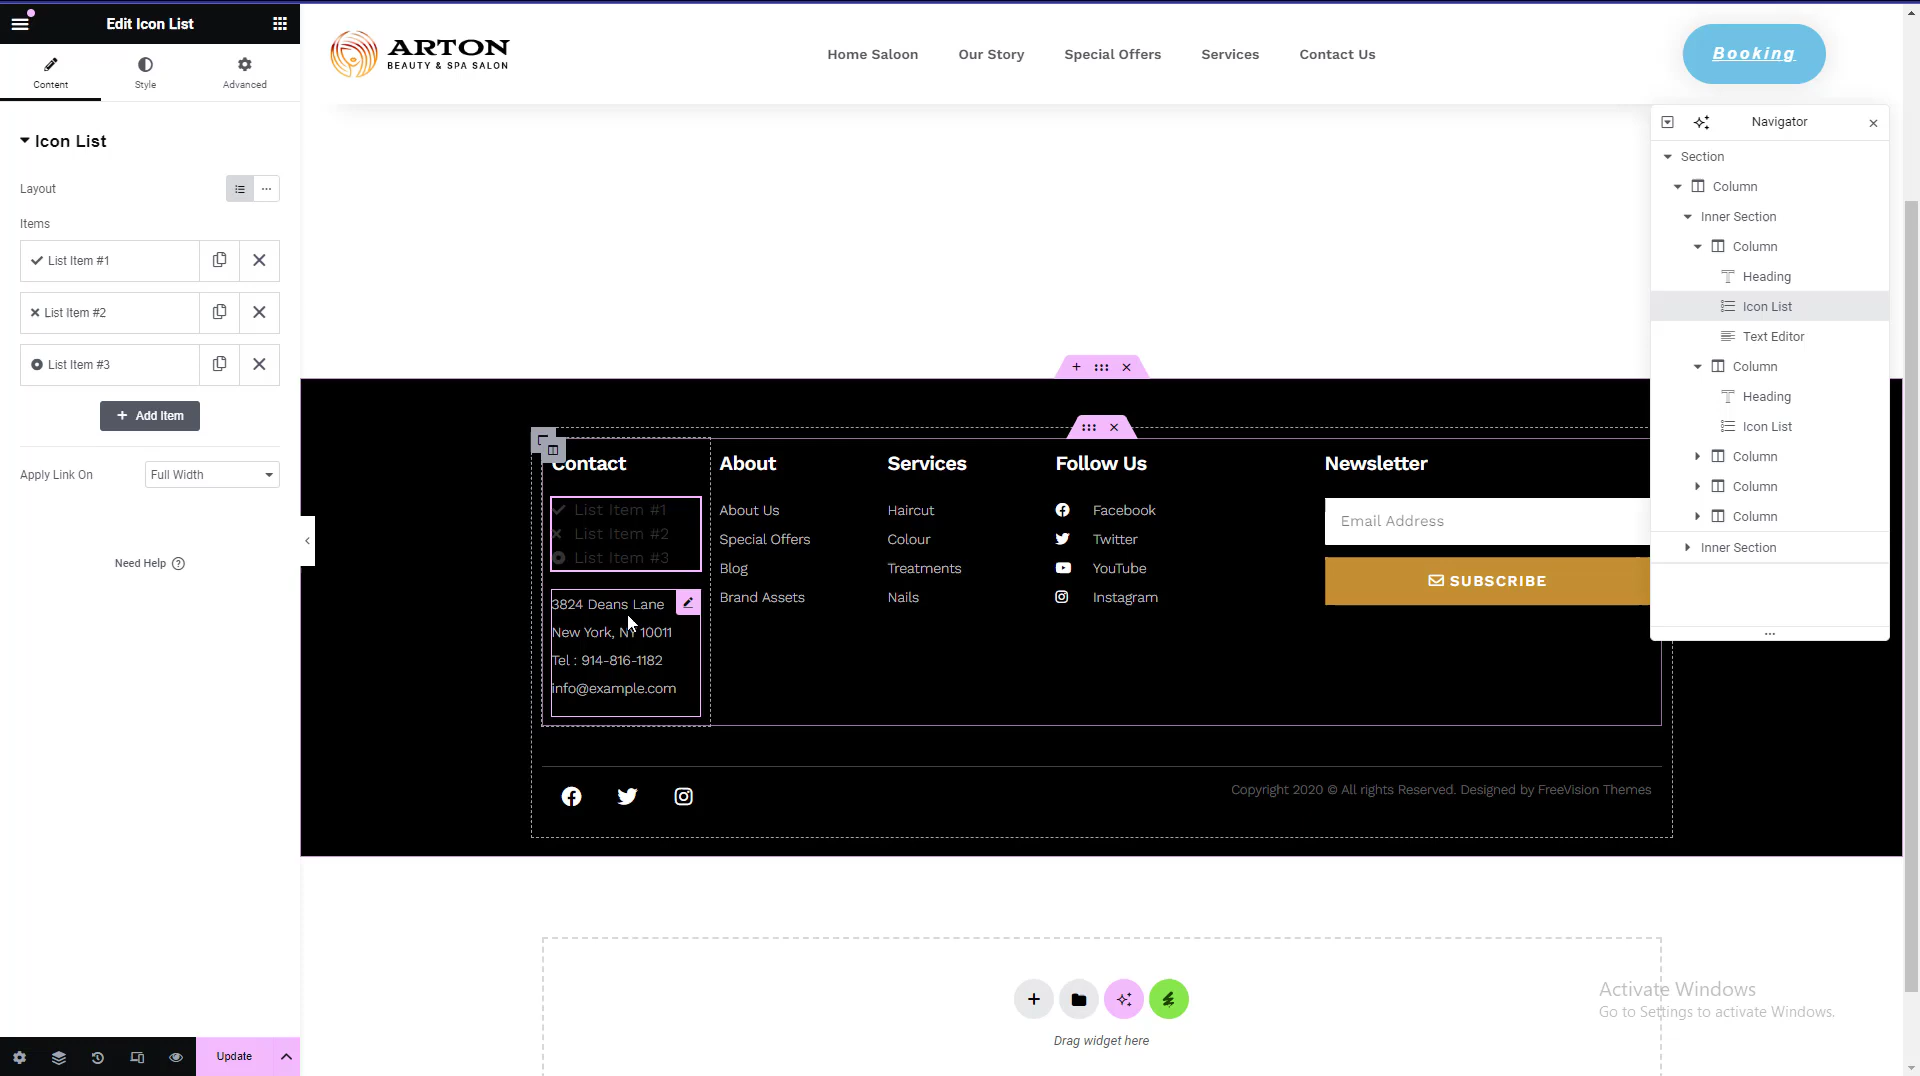 Edit Icon List
Content
Style
Advanced
Icon List
Layout
Items
List Item #1
List Item #2
List Item #3
Add Item
Apply Link On
Full Width
Need Help
Update
ARTON
BEAUTY & SPA SALON
Home Saloon
Our Story
Special Offers
Services
Contact Us
Booking
Navigator
Section
Column
Inner Section
Column
Heading
Icon List
Text Editor
Column
Heading
Icon List
Column
Column
Column
Inner Section
Contact
List Item #1
List Item #2
List Item #3
3824 Deans Lane
New York, NY 10011
Tel : 914-816-1182
info@example.com
About
About Us
Special Offers
Blog
Brand Assets
Services
Haircut
Colour
Treatments
Nails
Follow Us
Facebook
Twitter
YouTube
Instagram
Newsletter
Email Address
SUBSCRIBE
Copyright 2020 © All rights Reserved. Designed by FreeVision Themes
Drag widget here
Activate Windows
Go to Settings to activate Windows.